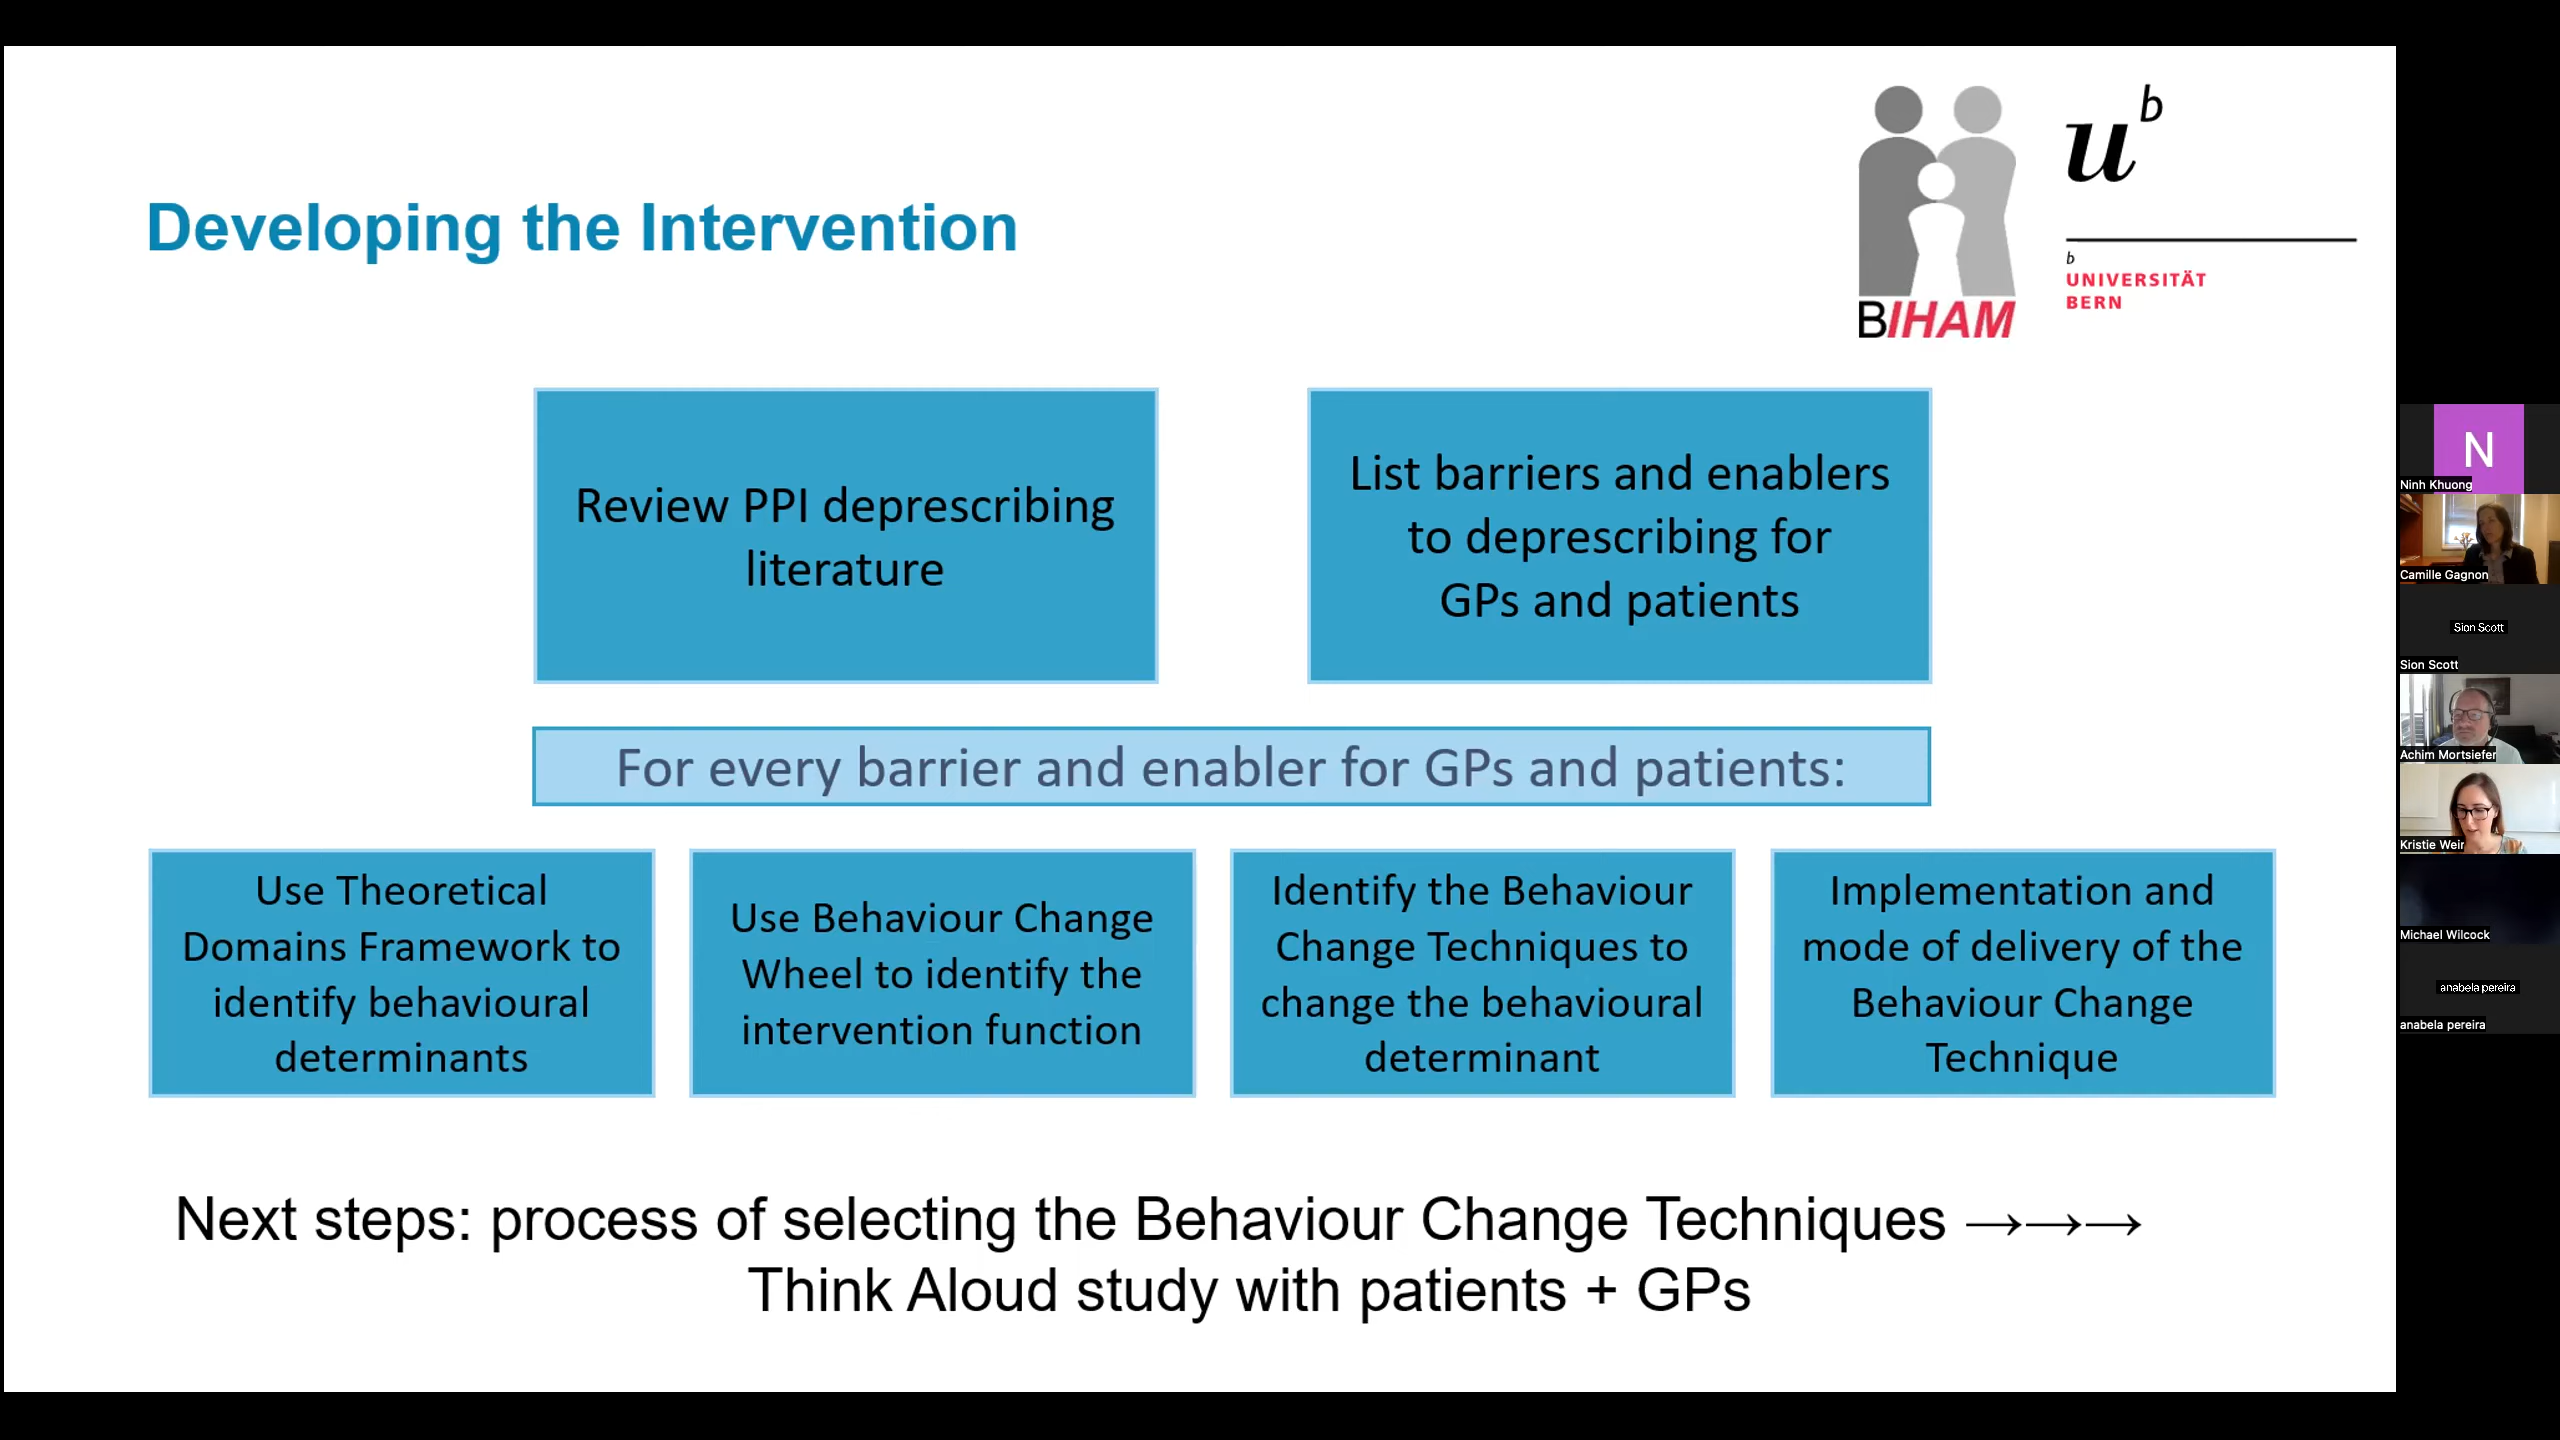 Developing the Intervention
BIHAM
u b
b
UNIVERSITÄT
BERN
Review PPI deprescribing
literature
List barriers and enablers
to deprescribing for
GPs and patients
For every barrier and enabler for GPs and patients:
Use Theoretical
Domains Framework to
identify behavioural
determinants
Use Behaviour Change
Wheel to identify the
intervention function
Identify the Behaviour
Change Techniques to
change the behavioural
determinant
Implementation and
mode of delivery of the
Behaviour Change
Technique
Next steps: process of selecting the Behaviour Change Techniques →→→
Think Aloud study with patients + GPs
N
Ninh Khuong
Camille Gagnon
Sion Scott
Sion Scott
Achim Mortsiefer
Kristie Weir
Michael Wilcock
anabela pereira
anabela pereira